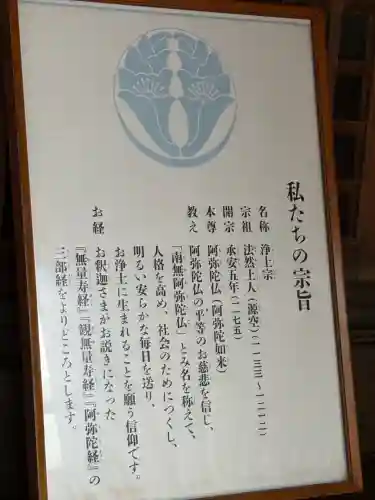 私たちの宗旨
名称 浄土宗
宗祖 法然上人(源空)(一一三三〜一二一二)
開宗 承安五年(一一七五)
本尊 阿弥陀仏(阿弥陀如来)
教え 阿弥陀仏の平等のお慈悲を信じ、
「南無阿弥陀仏」とみ名を称えて、
人格を高め、社会のためにつくし、
明るい安らかな毎日を送り、
お浄土に生まれることを願う信仰です。
お経 お釈迦さまがお説きになった
『無量寿経』『観無量寿経』『阿弥陀経』の
三部経をよりどころとします。